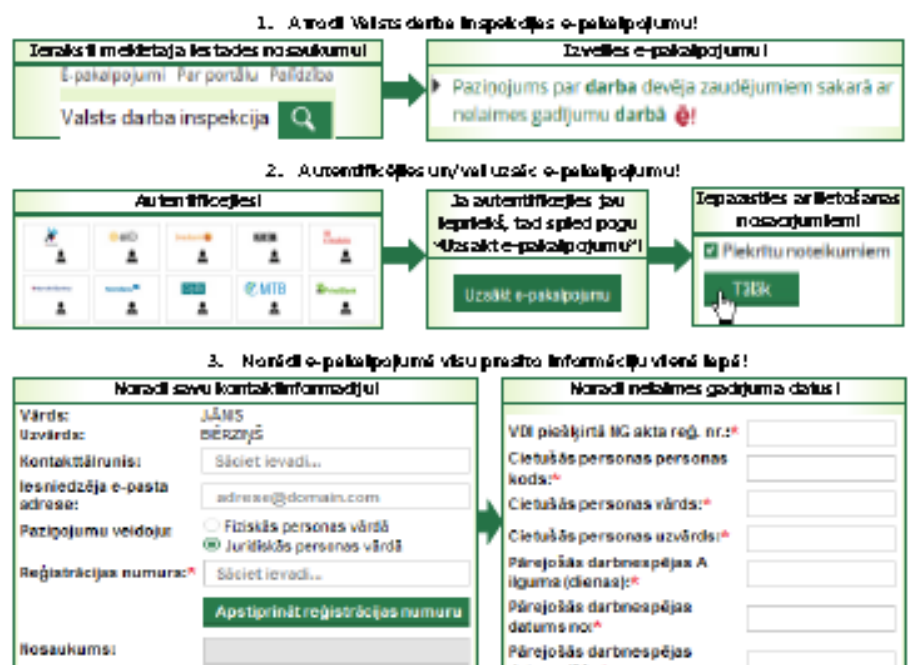 1. Atrodi Valsts darba inspekcijas e-pakalpojumu!
Ieraksti meklētāja iestādes nosaukumu!
E-pakalpojumi Par portālu Palīdzība
Valsts darba inspekcija
Izvēlies e-pakalpojumu!
Paziņojums par darba devēja zaudējumiem sakarā ar
nelaimes gadījumu darbā ē!
2. Autentificējies un/vai uzsāc e-pakalpojumu!
Autentificējies!
eID
MTB
Ja autentificējies jau
iepriekš, tad spied pogu
"Uzsākt e-pakalpojumu"!
Uzsākt e-pakalpojumu
Iepazīsties ar lietošanas
nosacījumiem!
Piekrītu noteikumiem
Tālāk
3. Norādi e-pakalpojumā visu prasīto informāciju vienā lapā!
Norādi savu kontaktinformāciju!
Vārds: JĀNIS
Uzvārds: BĒRZIŅŠ
Kontakttālrunis: Sāciet ievadi...
Iesniedzēja e-pasta
adrese: adrese@domain.com
Paziņojumu veidoju: Fiziskās personas vārdā
Juridiskās personas vārdā
Reģistrācijas numurs:* Sāciet ievadi...
Apstiprināt reģistrācijas numuru
Nosaukums:
Norādi nelaimes gadījuma datus!
VDI piešķirtā NG akta reģ. nr.:*
Cietušās personas personas
kods:*
Cietušās personas vārds:*
Cietušās personas uzvārds:*
Pārejošās darbnespējas A
ilgums (dienas):*
Pārejošās darbnespējas
datums no:*
Pārejošās darbnespējas